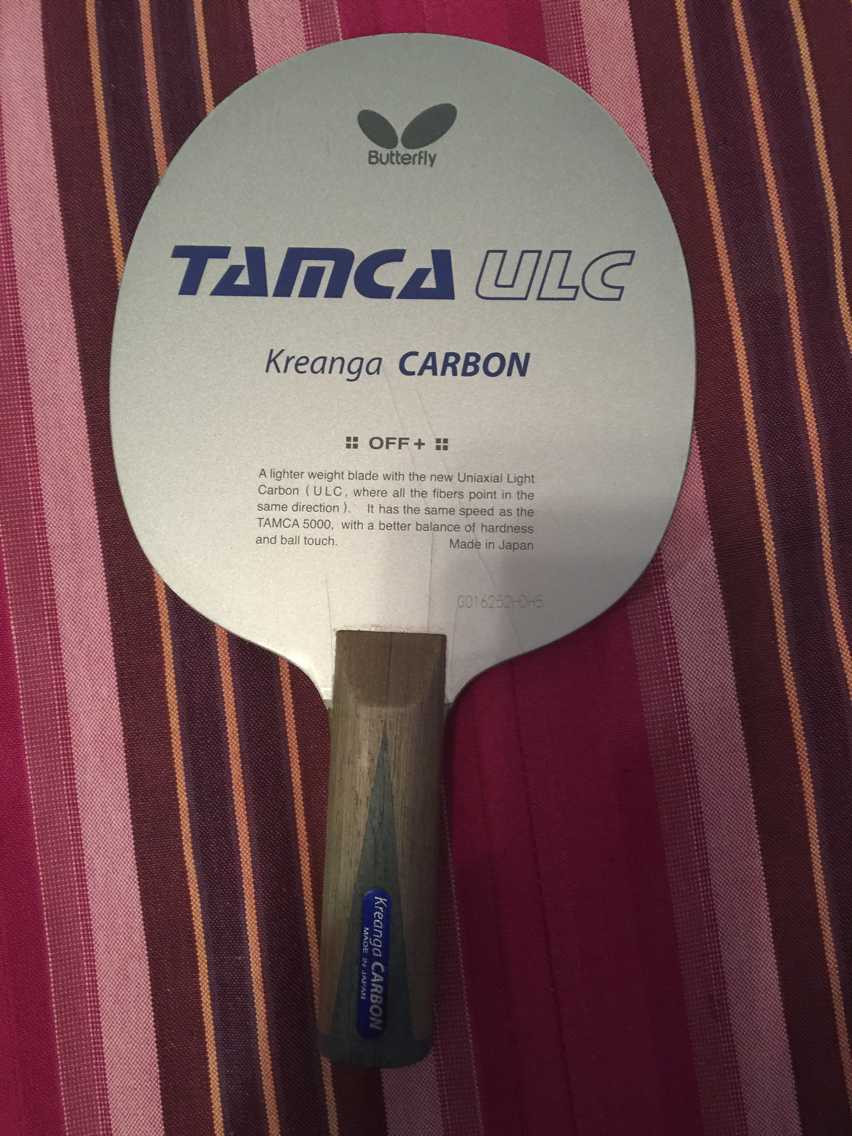 Butterfly
TAMCA ULC
Kreanga CARBON
OFF+
A lighter weight blade with the new Uniaxial Light
Carbon ( ULC, where all the fibers point in the
same direction ). It has the same speed as the
TAMCA 5000, with a better balance of hardness
and ball touch. Made in Japan
Kreanga CARBON
MADE IN JAPAN